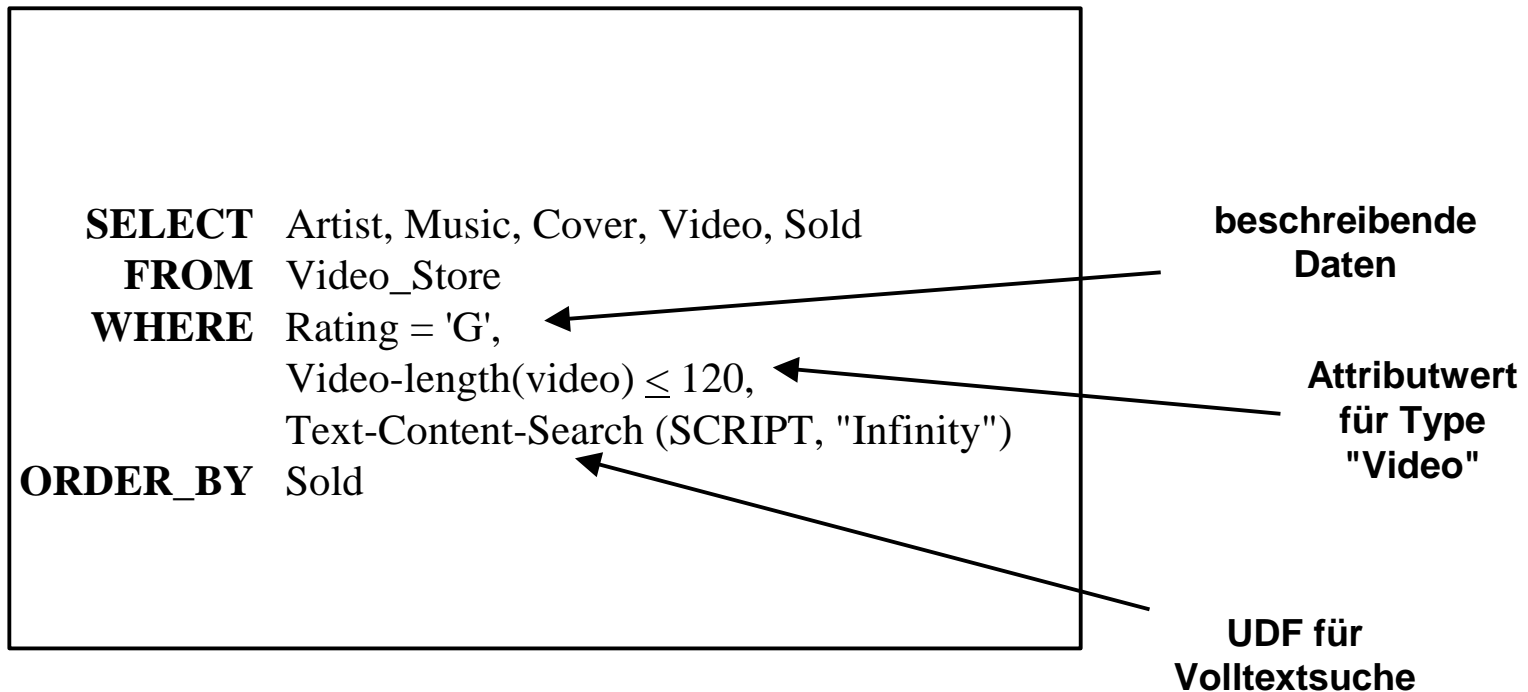 SELECT Artist, Music, Cover, Video, Sold
FROM Video_Store
WHERE Rating = 'G',
Video-length(video) ≤ 120,
Text-Content-Search (SCRIPT, "Infinity")
ORDER_BY Sold
beschreibende
Daten
Attributwert
für Type
"Video"
UDF für
Volltextsuche